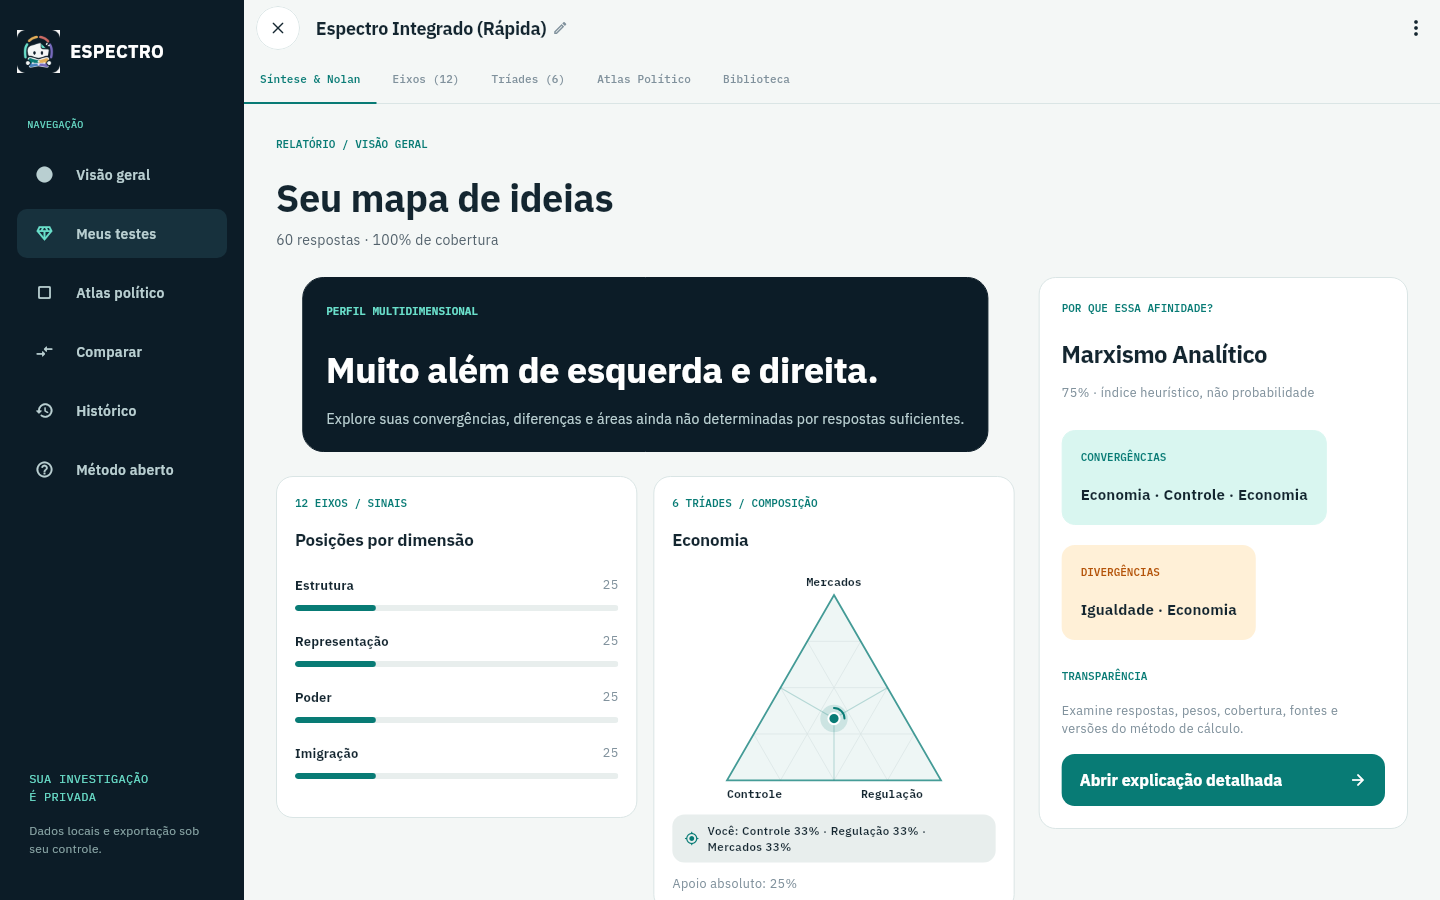 ESPECTRO
NAVEGAÇÃO
Visão geral
Meus testes
Atlas político
Comparar
Histórico
Método aberto
SUA INVESTIGAÇÃO
É PRIVADA
Dados locais e exportação sob
seu controle.
Espectro Integrado (Rápida)
Síntese & Nolan
Eixos (12)
Tríades (6)
Atlas Político
Biblioteca
RELATÓRIO / VISÃO GERAL
Seu mapa de ideias
60 respostas · 100% de cobertura
PERFIL MULTIDIMENSIONAL
Muito além de esquerda e direita.
Explore suas convergências, diferenças e áreas ainda não determinadas por respostas suficientes.
12 EIXOS / SINAIS
Posições por dimensão
Estrutura 25
Representação 25
Poder 25
Imigração 25
6 TRÍADES / COMPOSIÇÃO
Economia
Mercados
Controle
Regulação
Você: Controle 33% · Regulação 33% ·
Mercados 33%
Apoio absoluto: 25%
POR QUE ESSA AFINIDADE?
Marxismo Analítico
75% · índice heurístico, não probabilidade
CONVERGÊNCIAS
Economia · Controle · Economia
DIVERGÊNCIAS
Igualdade · Economia
TRANSPARÊNCIA
Examine respostas, pesos, cobertura, fontes e
versões do método de cálculo.
Abrir explicação detalhada